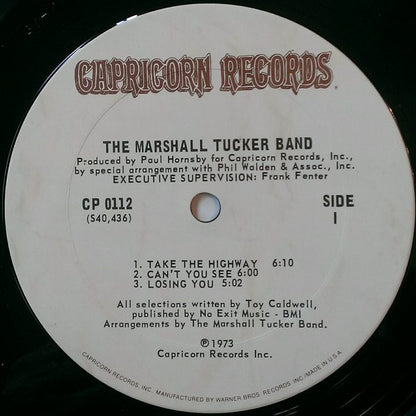 CAPRICORN RECORDS
THE MARSHALL TUCKER BAND
Produced by Paul Hornsby for Capricorn Records, Inc.,
by special arrangement with Phil Walden & Assoc., Inc.
EXECUTIVE SUPERVISION: Frank Fenter
CP 0112 SIDE
(S40,436) I
1. TAKE THE HIGHWAY 6:10
2. CAN'T YOU SEE 6:00
3. LOSING YOU 5:02
All selections written by Toy Caldwell,
published by No Exit Music - BMI
Arrangements by The Marshall Tucker Band.
℗ 1973
Capricorn Records Inc.
CAPRICORN RECORDS INC. MANUFACTURED BY WARNER BROS. RECORDS INC./MADE IN U.S.A.